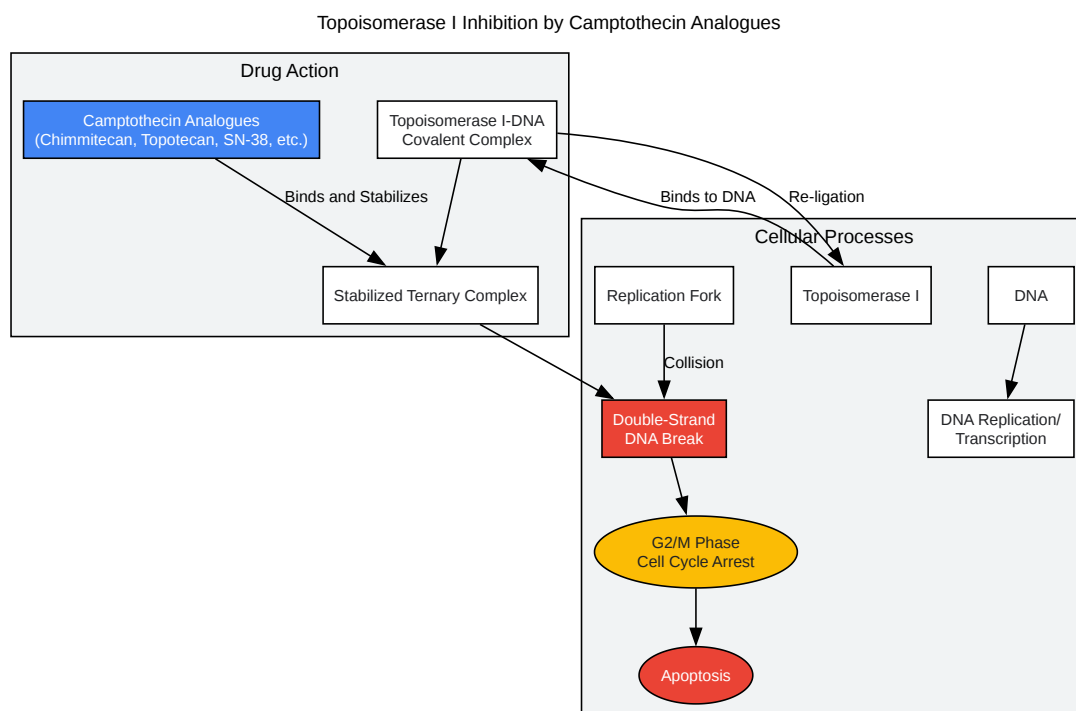 Topoisomerase I Inhibition by Camptothecin Analogues
Drug Action
Camptothecin Analogues
(Chimmitecan, Topotecan, SN-38, etc.)
Topoisomerase I-DNA
Covalent Complex
Binds and Stabilizes
Binds to DNA
Re-ligation
Stabilized Ternary Complex
Cellular Processes
Replication Fork
Topoisomerase I
DNA
Collision
Double-Strand
DNA Break
DNA Replication/
Transcription
G2/M Phase
Cell Cycle Arrest
Apoptosis